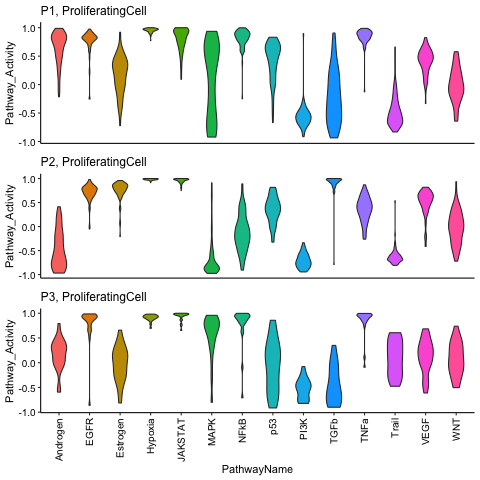 P1, ProliferatingCell
Pathway_Activity
1.0
0.5
0.0
-0.5
-1.0
P2, ProliferatingCell
Pathway_Activity
1.0
0.5
0.0
-0.5
-1.0
P3, ProliferatingCell
Pathway_Activity
1.0
0.5
0.0
-0.5
-1.0
Androgen
EGFR
Estrogen
Hypoxia
JAKSTAT
MAPK
NFkB
p53
PI3K
TGFb
TNFa
Trail
VEGF
WNT
PathwayName